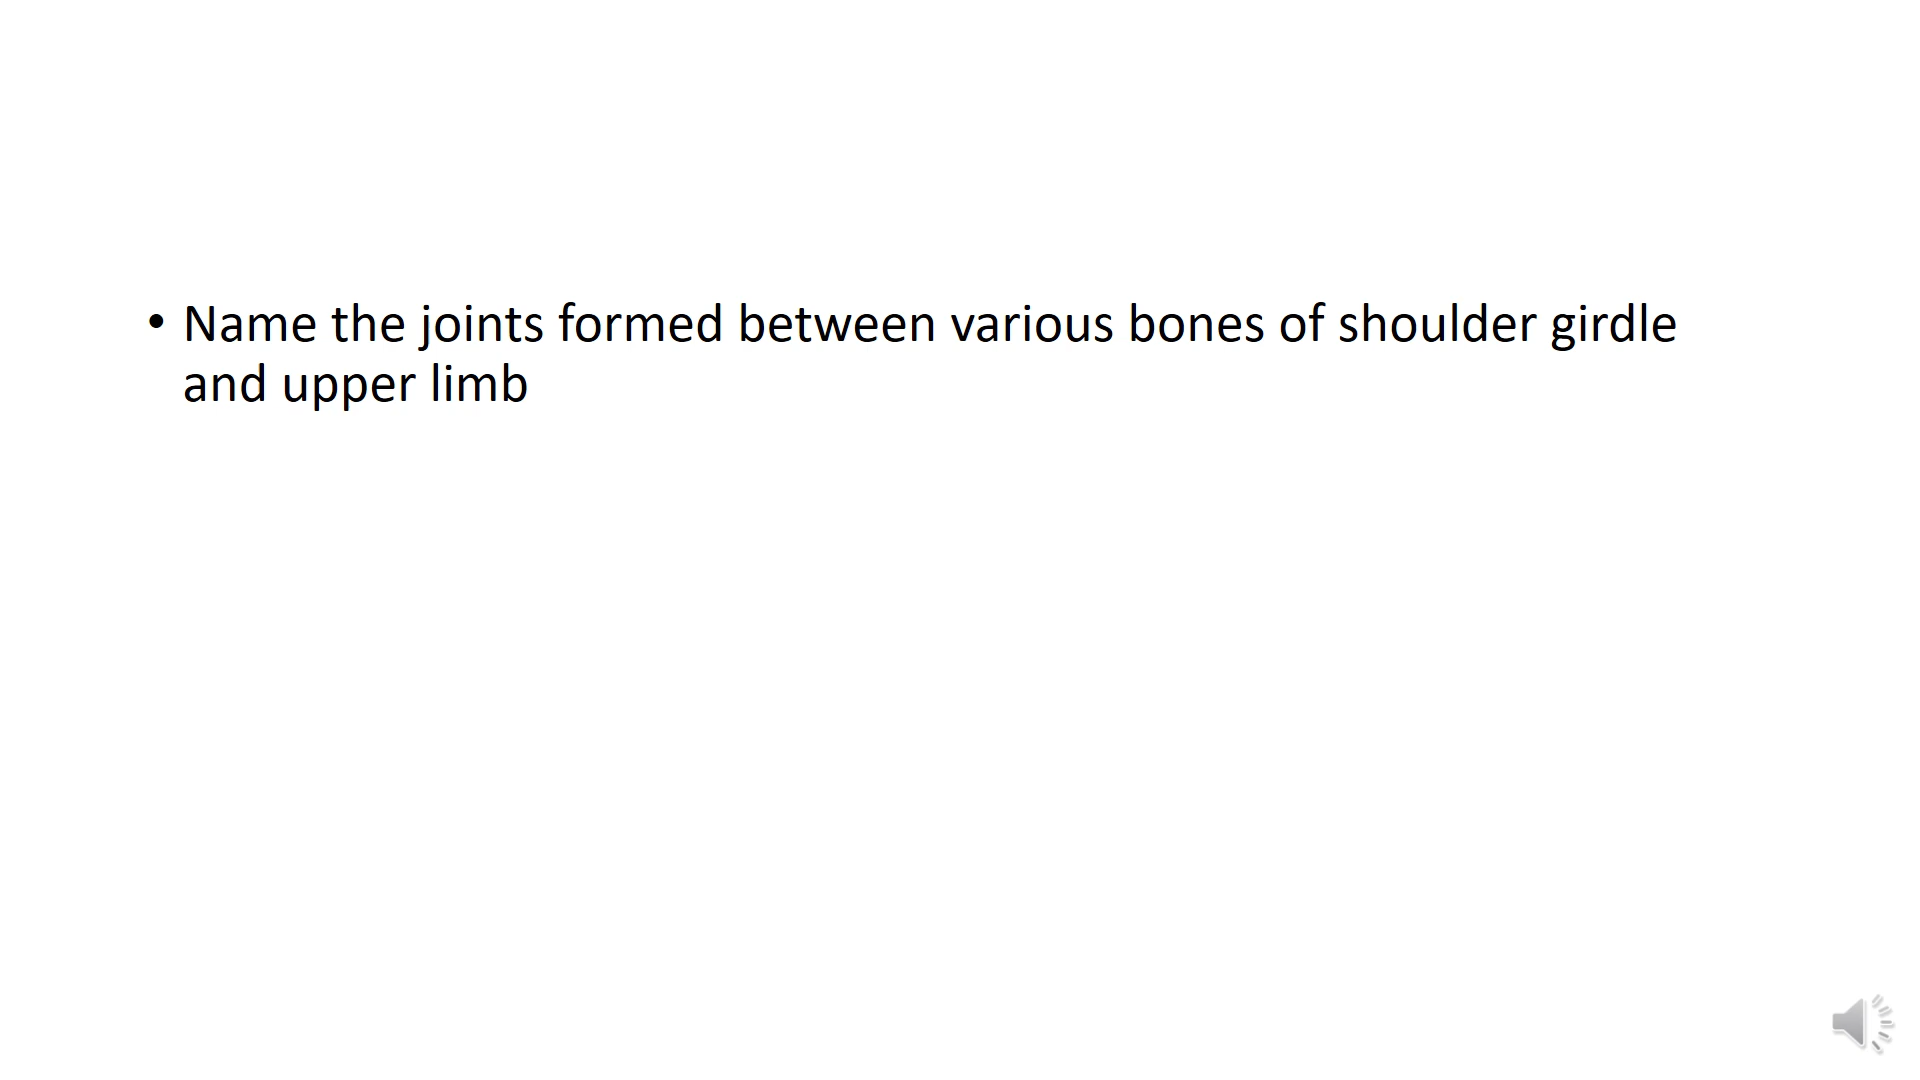 • Name the joints formed between various bones of shoulder girdle
and upper limb